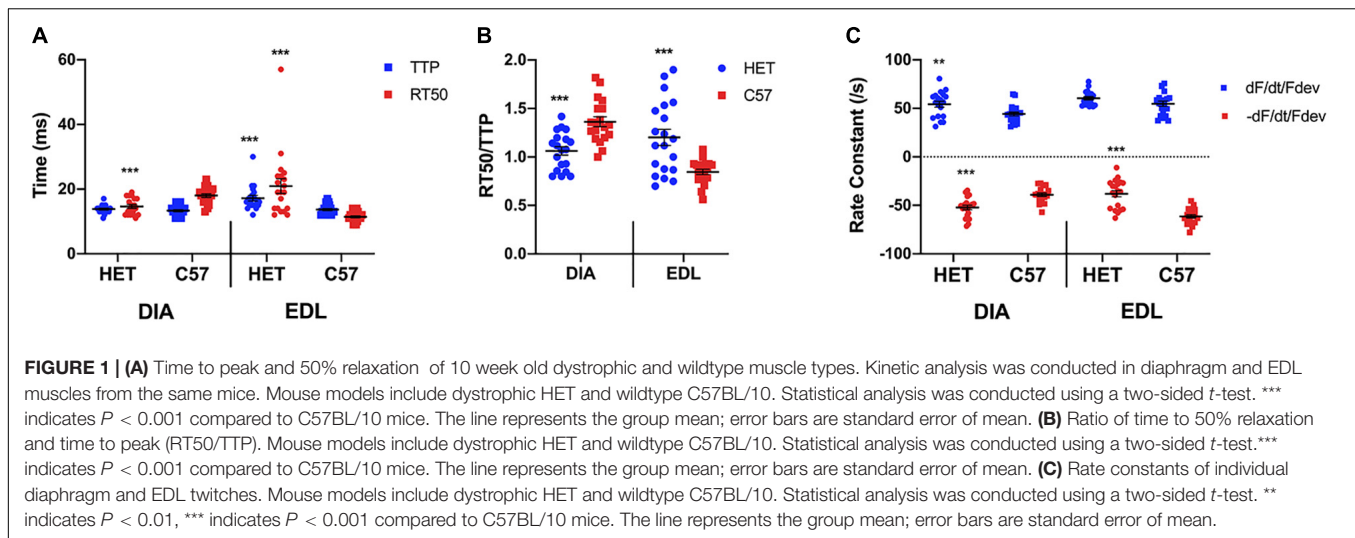 A
Time (ms)
60
40
20
0
***
***
***
TTP
RT50
HET
C57
HET
C57
DIA
EDL
B
RT50/TTP
2.0
1.5
1.0
0.5
0.0
***
***
HET
C57
DIA
EDL
C
Rate Constant (/s)
100
50
0
-50
-100
**
***
***
dF/dt/Fdev
-dF/dt/Fdev
HET
C57
HET
C57
DIA
EDL
FIGURE 1 | (A) Time to peak and 50% relaxation of 10 week old dystrophic and wildtype muscle types. Kinetic analysis was conducted in diaphragm and EDL
muscles from the same mice. Mouse models include dystrophic HET and wildtype C57BL/10. Statistical analysis was conducted using a two-sided t-test. ***
indicates P < 0.001 compared to C57BL/10 mice. The line represents the group mean; error bars are standard error of mean. (B) Ratio of time to 50% relaxation
and time to peak (RT50/TTP). Mouse models include dystrophic HET and wildtype C57BL/10. Statistical analysis was conducted using a two-sided t-test.***
indicates P < 0.001 compared to C57BL/10 mice. The line represents the group mean; error bars are standard error of mean. (C) Rate constants of individual
diaphragm and EDL twitches. Mouse models include dystrophic HET and wildtype C57BL/10. Statistical analysis was conducted using a two-sided t-test. **
indicates P < 0.01, *** indicates P < 0.001 compared to C57BL/10 mice. The line represents the group mean; error bars are standard error of mean.